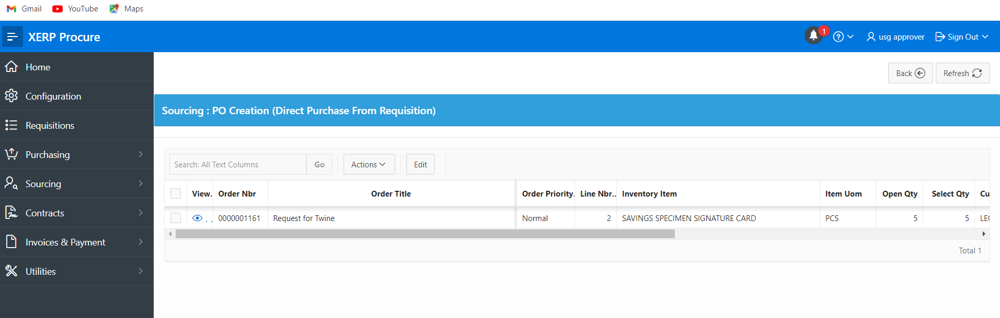 Gmail YouTube Maps
XERP Procure 1 usg approver Sign Out
Home
Configuration
Requisitions
Purchasing
Sourcing
Contracts
Invoices & Payment
Utilities
Back Refresh
Sourcing : PO Creation (Direct Purchase From Requisition)
Search: All Text Columns Go Actions Edit
View. Order Nbr Order Title Order Priority. Line Nbr.. Inventory Item Item Uom Open Qty Select Qty Cu
.. 0000001161 Request for Twine Normal 2 SAVINGS SPECIMEN SIGNATURE CARD PCS 5 5 LE
Total 1